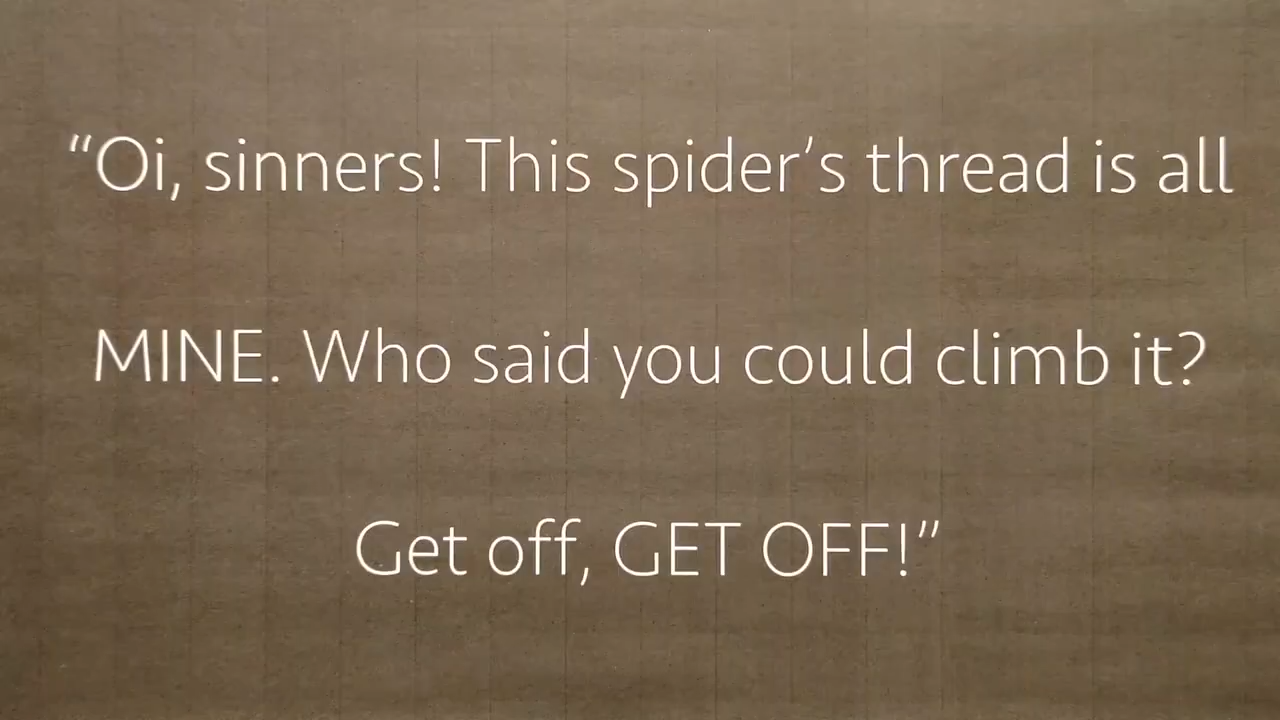 “Oi, sinners! This spider’s thread is all
MINE. Who said you could climb it?
Get off, GET OFF!”